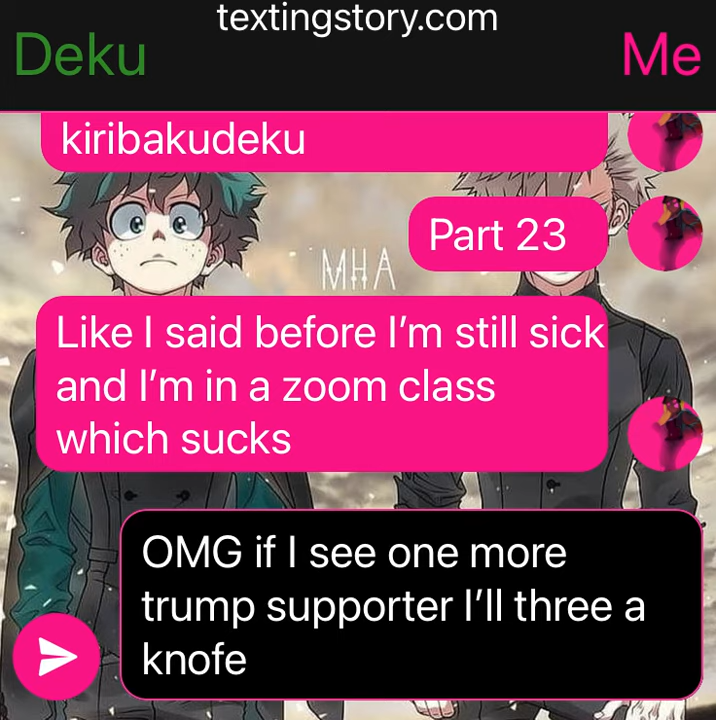 textingstory.com
Deku
Me
kiribakudeku
Part 23
MHA
Like I said before I’m still sick
and I’m in a zoom class
which sucks
OMG if I see one more
trump supporter I’ll three a
knofe